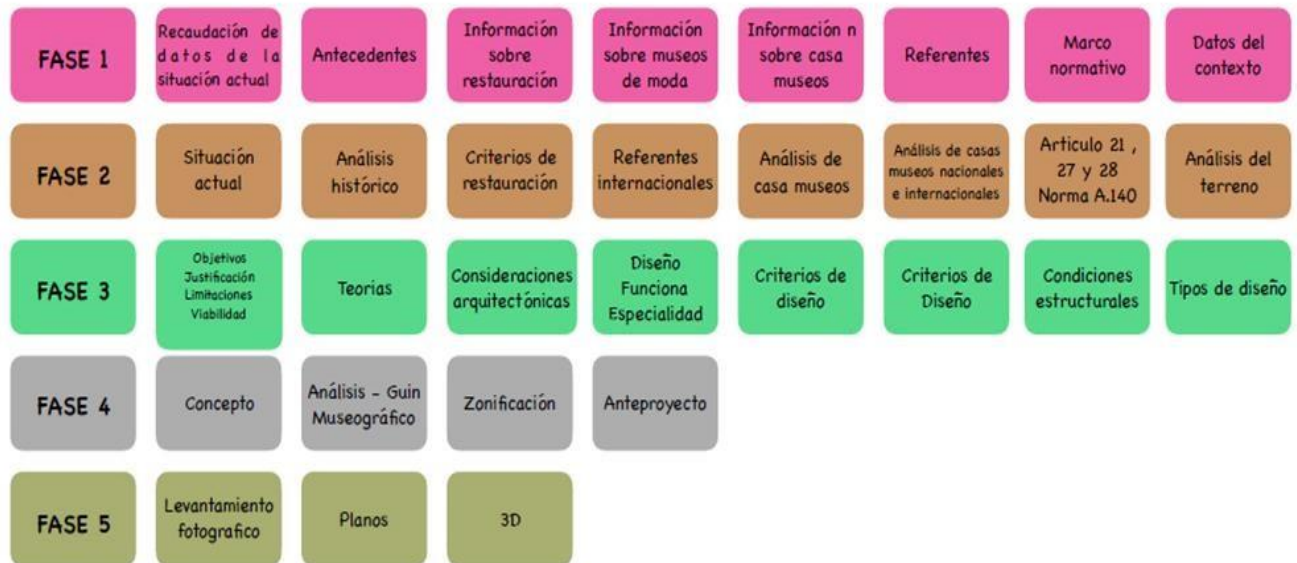 FASE 1
Recaudación de
datos de la
situación actual
Antecedentes
Información
sobre
restauración
Información
sobre museos
de moda
Información n
sobre casa
museos
Referentes
Marco
normativo
Datos del
contexto
FASE 2
Situación
actual
Análisis
histórico
Criterios de
restauración
Referentes
internacionales
Análisis de
casa museos
Análisis de casas
museos nacionales
e internacionales
Articulo 21 ,
27 y 28
Norma A.140
Análisis del
terreno
FASE 3
Objetivos
Justificación
Limitaciones
Viabilidad
Teorias
Consideraciones
arquitectónicas
Diseño
Funciona
Especialidad
Criterios de
diseño
Criterios de
Diseño
Condiciones
estructurales
Tipos de diseño
FASE 4
Concepto
Análisis - Guin
Museográfico
Zonificación
Anteproyecto
FASE 5
Levantamiento
fotografico
Planos
3D